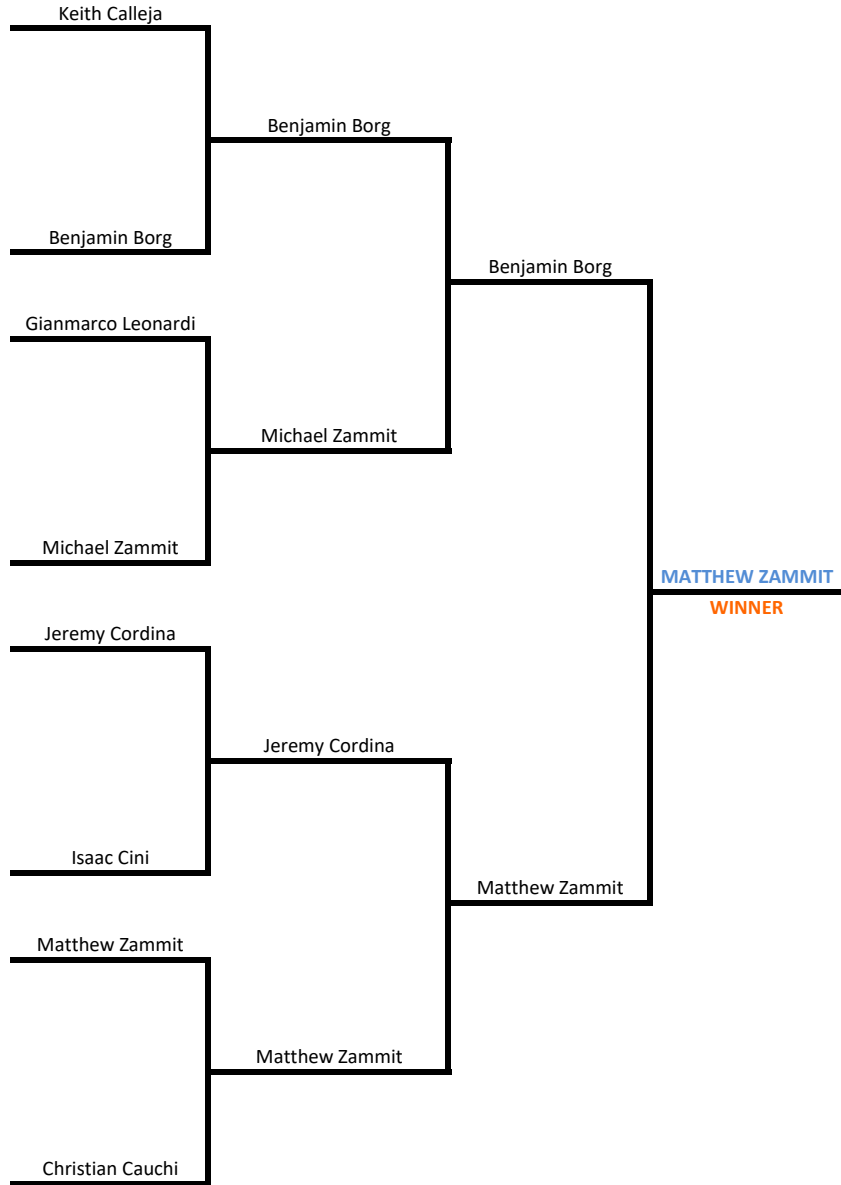 Keith Calleja
Benjamin Borg
Benjamin Borg
Benjamin Borg
Gianmarco Leonardi
Michael Zammit
Michael Zammit
MATTHEW ZAMMIT
WINNER
Jeremy Cordina
Jeremy Cordina
Isaac Cini
Matthew Zammit
Matthew Zammit
Matthew Zammit
Christian Cauchi